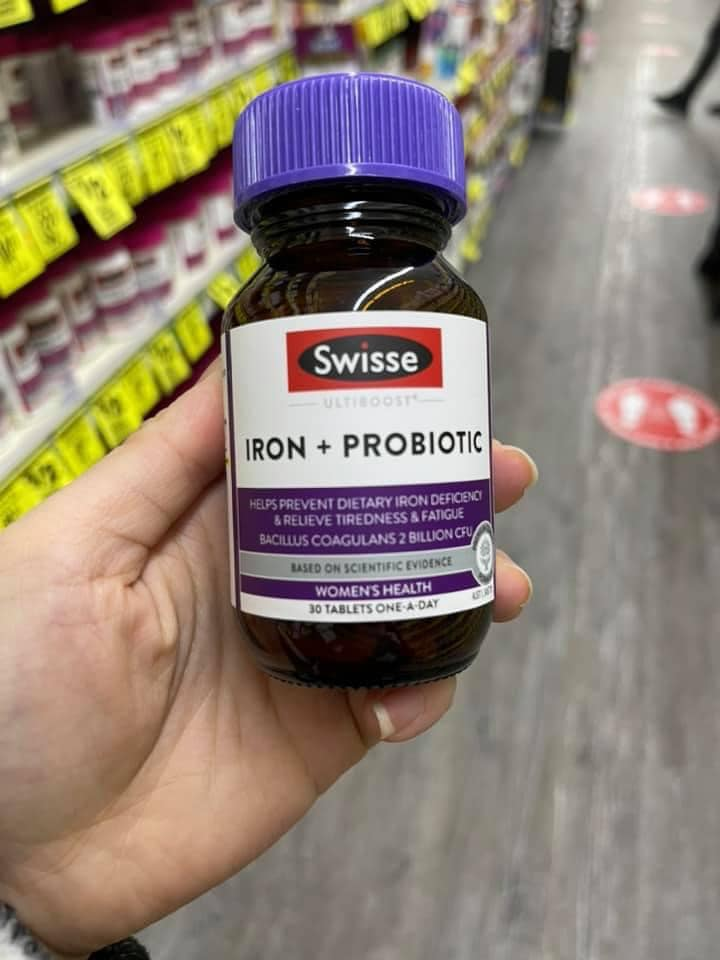 Swisse
ULTIBOOST
IRON + PROBIOTIC
HELPS PREVENT DIETARY IRON DEFICIENCY
& RELIEVE TIREDNESS & FATIGUE
BACILLUS COAGULANS 2 BILLION CFU
BASED ON SCIENTIFIC EVIDENCE
WOMEN'S HEALTH
30 TABLETS ONE-A-DAY